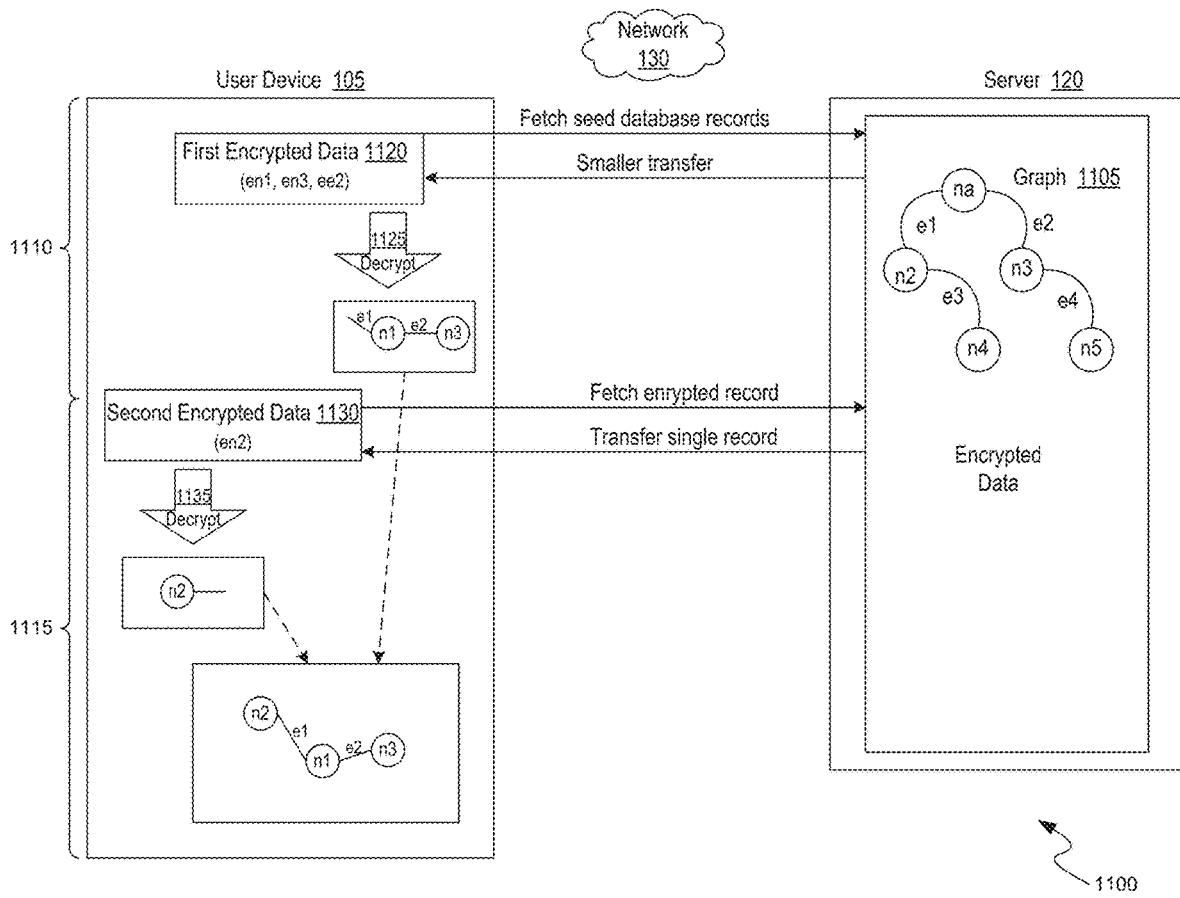 Network
130
User Device 105
Server 120
Fetch seed database records
First Encrypted Data 1120
(en1, en3, ee2)
Smaller transfer
Graph 1105
na
e1
e2
n2
n3
e3
e4
n4
n5
1110
1125
Decrypt
e1
n1
e2
n3
Fetch enrypted record
Second Encrypted Data 1130
(en2)
Transfer single record
Encrypted
Data
1135
Decrypt
n2
1115
n2
e1
n1
e2
n3
1100